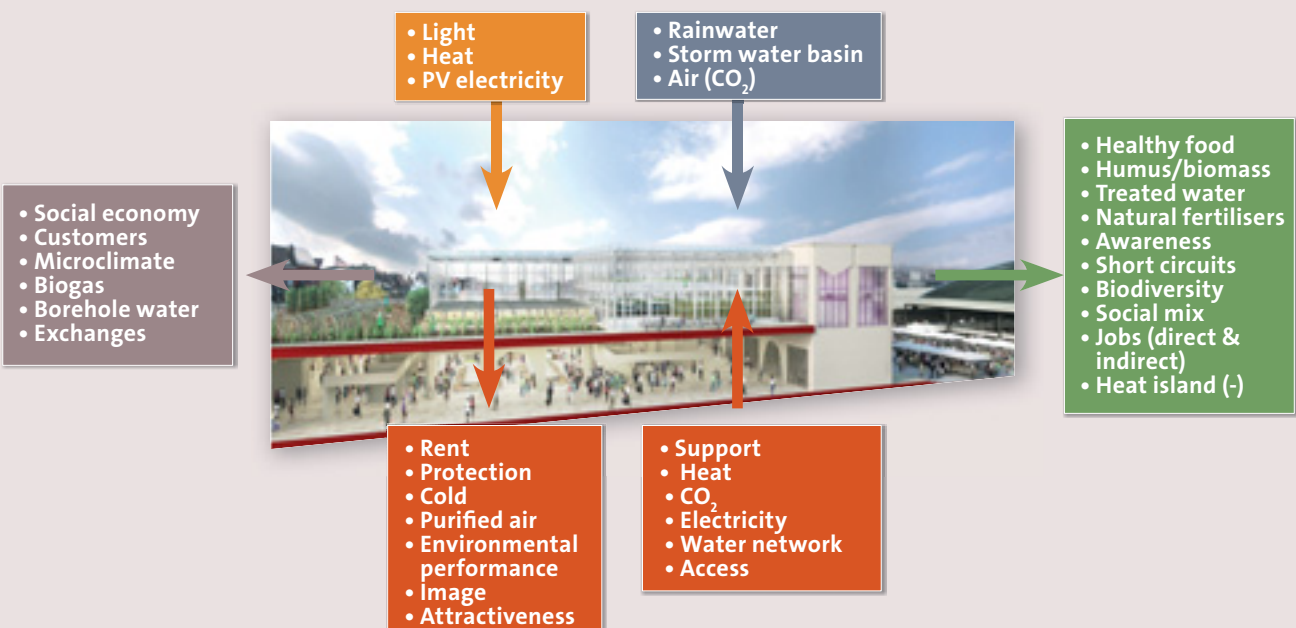 • Light
• Heat
• PV electricity
• Rainwater
• Storm water basin
• Air (CO₂)
• Social economy
• Customers
• Microclimate
• Biogas
• Borehole water
• Exchanges
• Healthy food
• Humus/biomass
• Treated water
• Natural fertilisers
• Awareness
• Short circuits
• Biodiversity
• Social mix
• Jobs (direct &
indirect)
• Heat island (-)
• Rent
• Protection
• Cold
• Purified air
• Environmental
performance
• Image
• Attractiveness
• Support
• Heat
• CO₂
• Electricity
• Water network
• Access